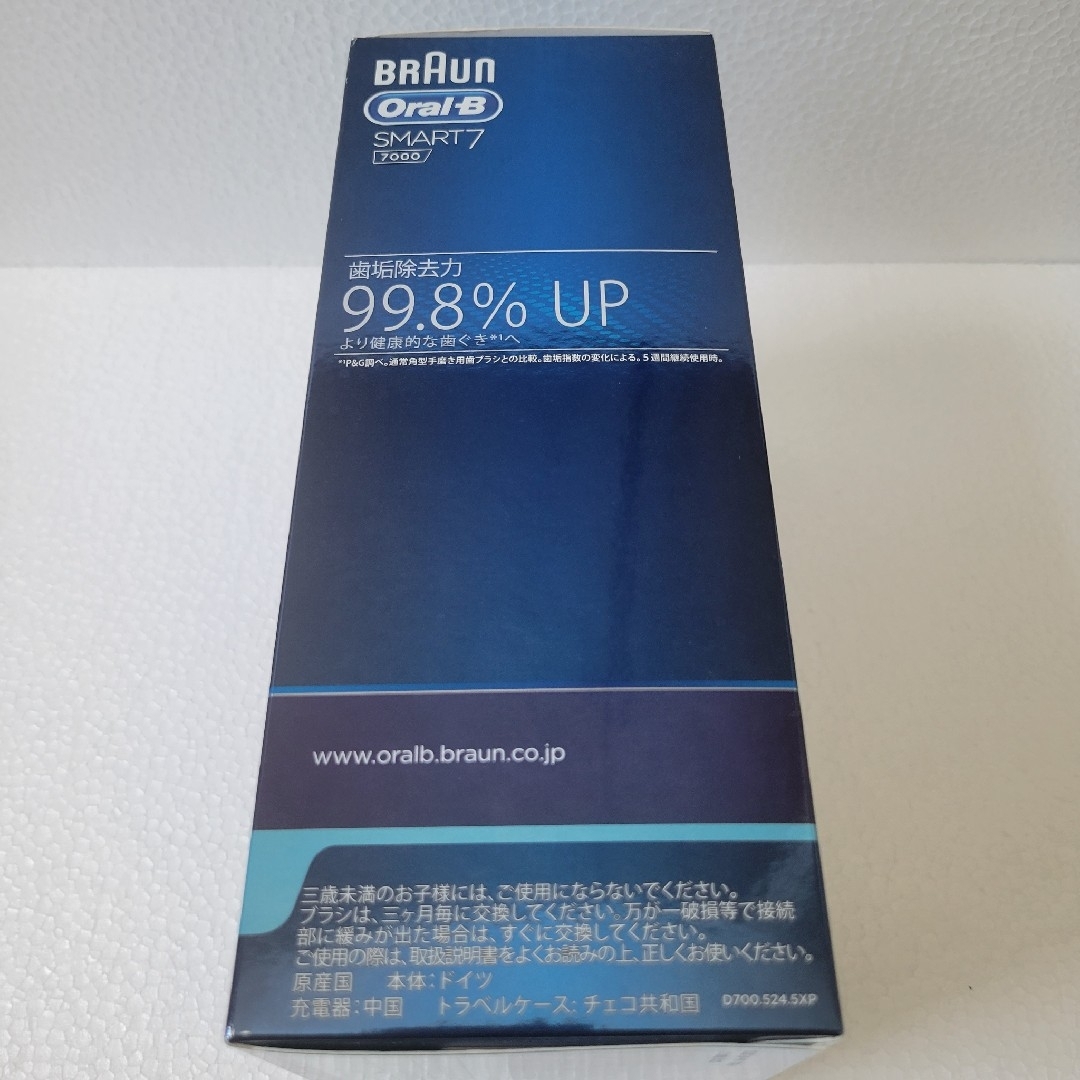 BRAUN
Oral-B
SMART7
7000
歯垢除去力
99.8% UP
より健康的な歯ぐき*1へ
*1P&G調べ。通常角型手磨き用歯ブラシとの比較。歯垢指数の変化による。5週間継続使用時。
www.oralb.braun.co.jp
三歳未満のお子様には、ご使用にならないでください。
ブラシは、三ヶ月毎に交換してください。万が一破損等で接続
部に緩みが出た場合は、すぐに交換してください。
ご使用の際は、取扱説明書をよくお読みの上、正しくお使いください。
原産国 本体：ドイツ
充電器：中国 トラベルケース：チェコ共和国 D700.524.5XP